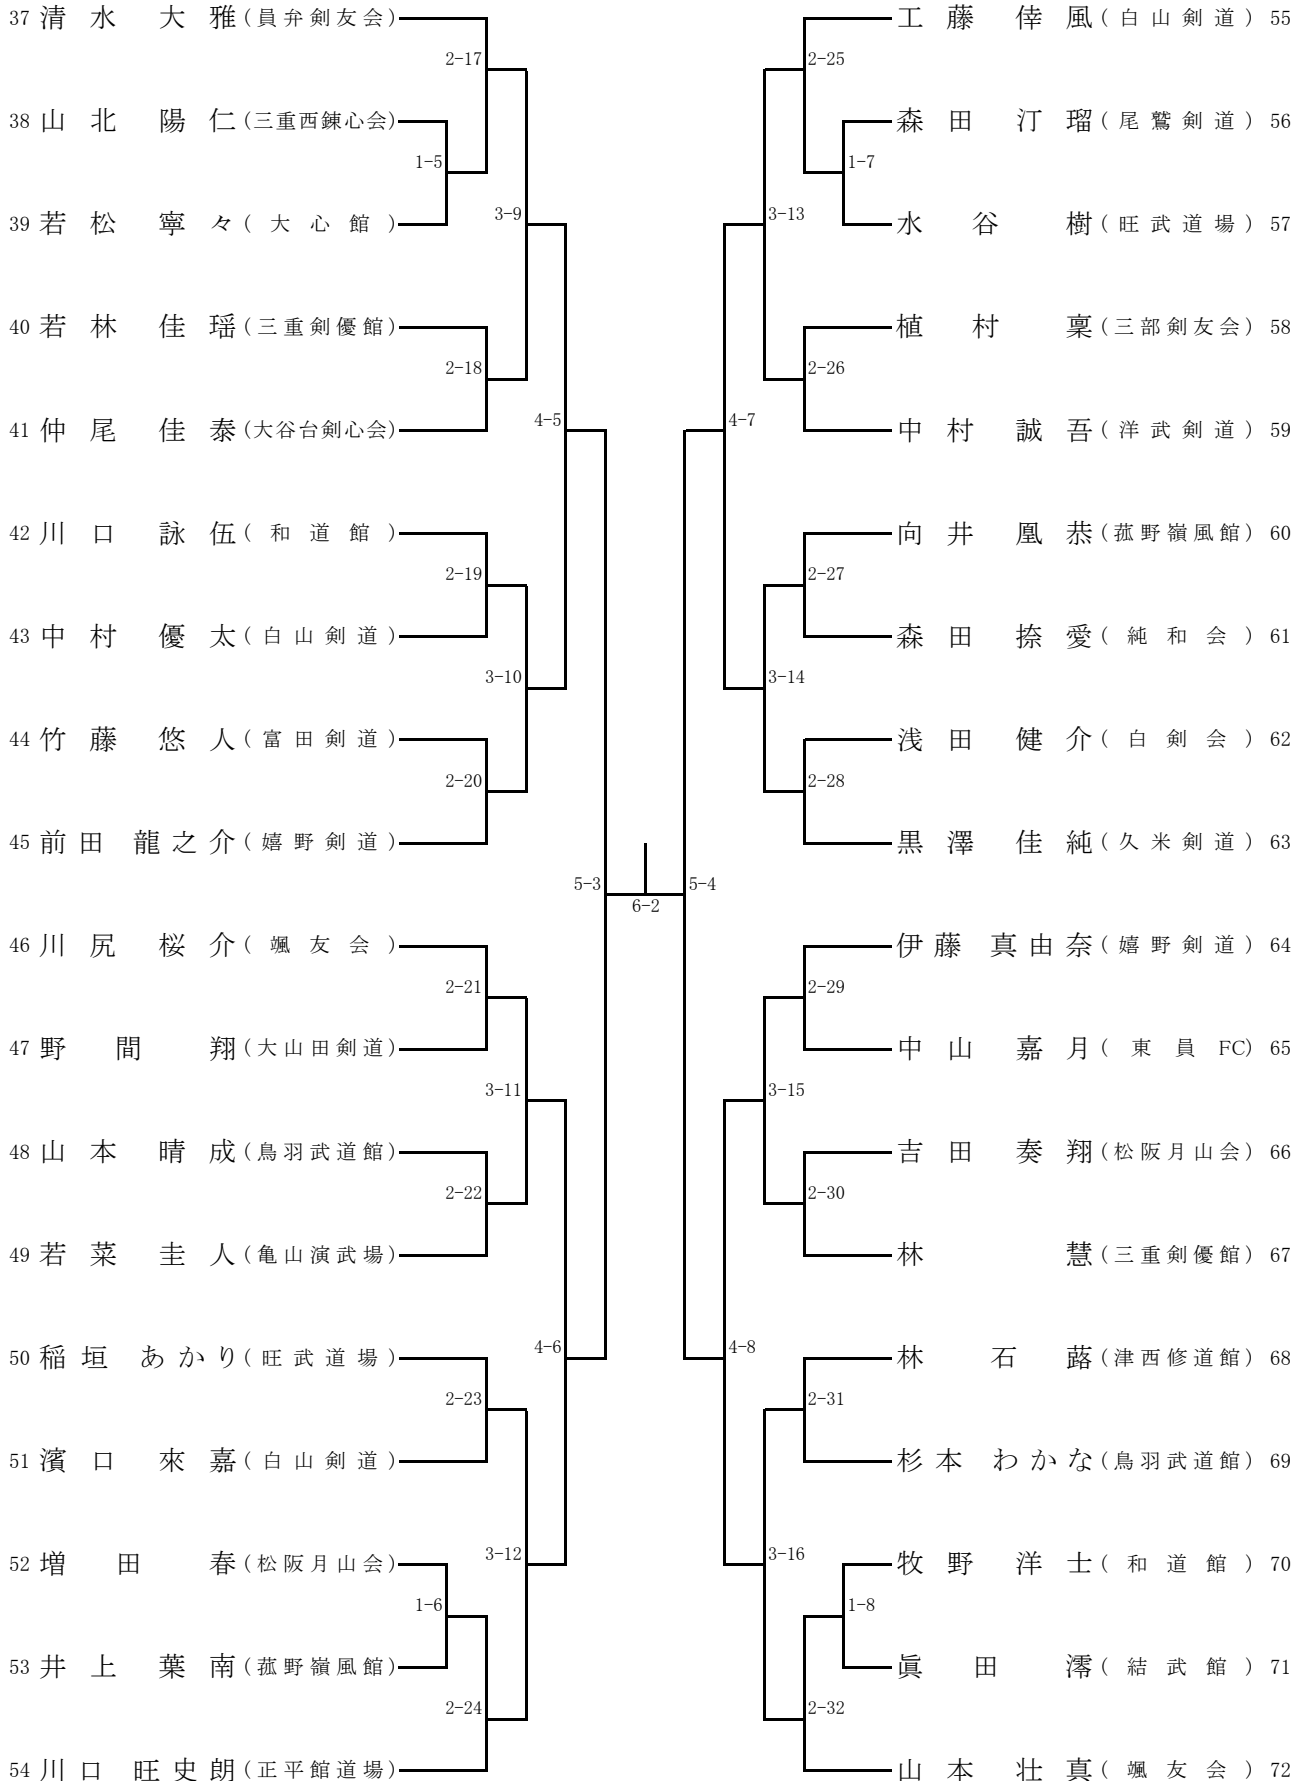 37 清水 大雅 (員弁剣友会)
2-17
38 山北 陽仁 (三重西錬心会)
1-5
39 若松 寧々 (大心館)
3-9
40 若林 佳瑶 (三重剣優館)
2-18
41 仲尾 佳泰 (大谷台剣心会)
4-5
42 川口 詠伍 (和道館)
2-19
43 中村 優太 (白山剣道)
3-10
44 竹藤 悠人 (富田剣道)
2-20
45 前田 龍之介 (嬉野剣道)
5-3
46 川尻 桜介 (颯友会)
2-21
47 野間 翔 (大山田剣道)
3-11
48 山本 晴成 (鳥羽武道館)
2-22
49 若菜 圭人 (亀山演武場)
4-6
50 稲垣 あかり (旺武道場)
2-23
51 濱口 來嘉 (白山剣道)
3-12
52 増田 春 (松阪月山会)
1-6
53 井上 葉南 (菰野嶺風館)
2-24
54 川口 旺史朗 (正平館道場)
6-2
工藤 倖風 (白山剣道) 55
2-25
森田 汀瑠 (尾鷲剣道) 56
1-7
水谷 樹 (旺武道場) 57
3-13
植村 稟 (三部剣友会) 58
2-26
中村 誠吾 (洋武剣道) 59
4-7
向井 凰恭 (菰野嶺風館) 60
2-27
森田 捺愛 (純和会) 61
3-14
浅田 健介 (白剣会) 62
2-28
黒澤 佳純 (久米剣道) 63
5-4
伊藤 真由奈 (嬉野剣道) 64
2-29
中山 嘉月 (東員FC) 65
3-15
吉田 奏翔 (松阪月山会) 66
2-30
林 慧 (三重剣優館) 67
4-8
林 石蕗 (津西修道館) 68
2-31
杉本 わかな (鳥羽武道館) 69
3-16
牧野 洋士 (和道館) 70
1-8
眞田 澪 (結武館) 71
2-32
山本 壮真 (颯友会) 72